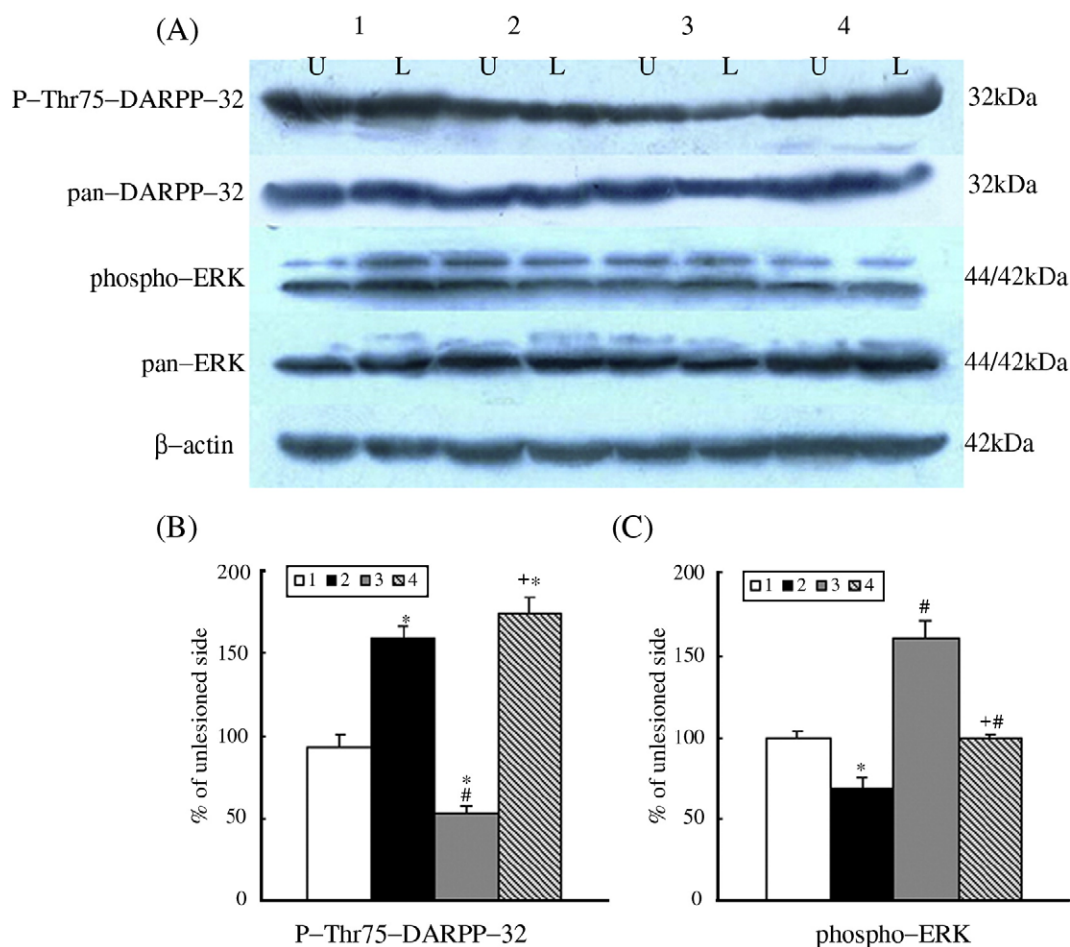 (A)
1 2 3 4
U L U L U L U L
P–Thr75–DARPP–32 32kDa
pan–DARPP–32 32kDa
phospho–ERK 44/42kDa
pan–ERK 44/42kDa
β–actin 42kDa
(B)
% of unlesioned side
200
150
100
50
0
1 2 3 4
*
*
#
+*
P–Thr75–DARPP–32
(C)
% of unlesioned side
200
150
100
50
0
1 2 3 4
*
#
+#
phospho–ERK